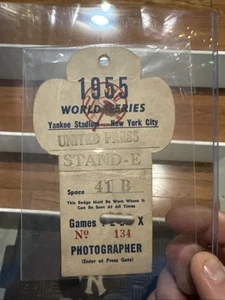 1955
WORLD SERIES
Yankee Stadium New York City
UNITED PRESS
STAND-E
Space 41 B
This Badge Must Be Worn Where It
Can Be Seen At All Times
Games X
No 134
PHOTOGRAPHER
(Enter at Press Gate)